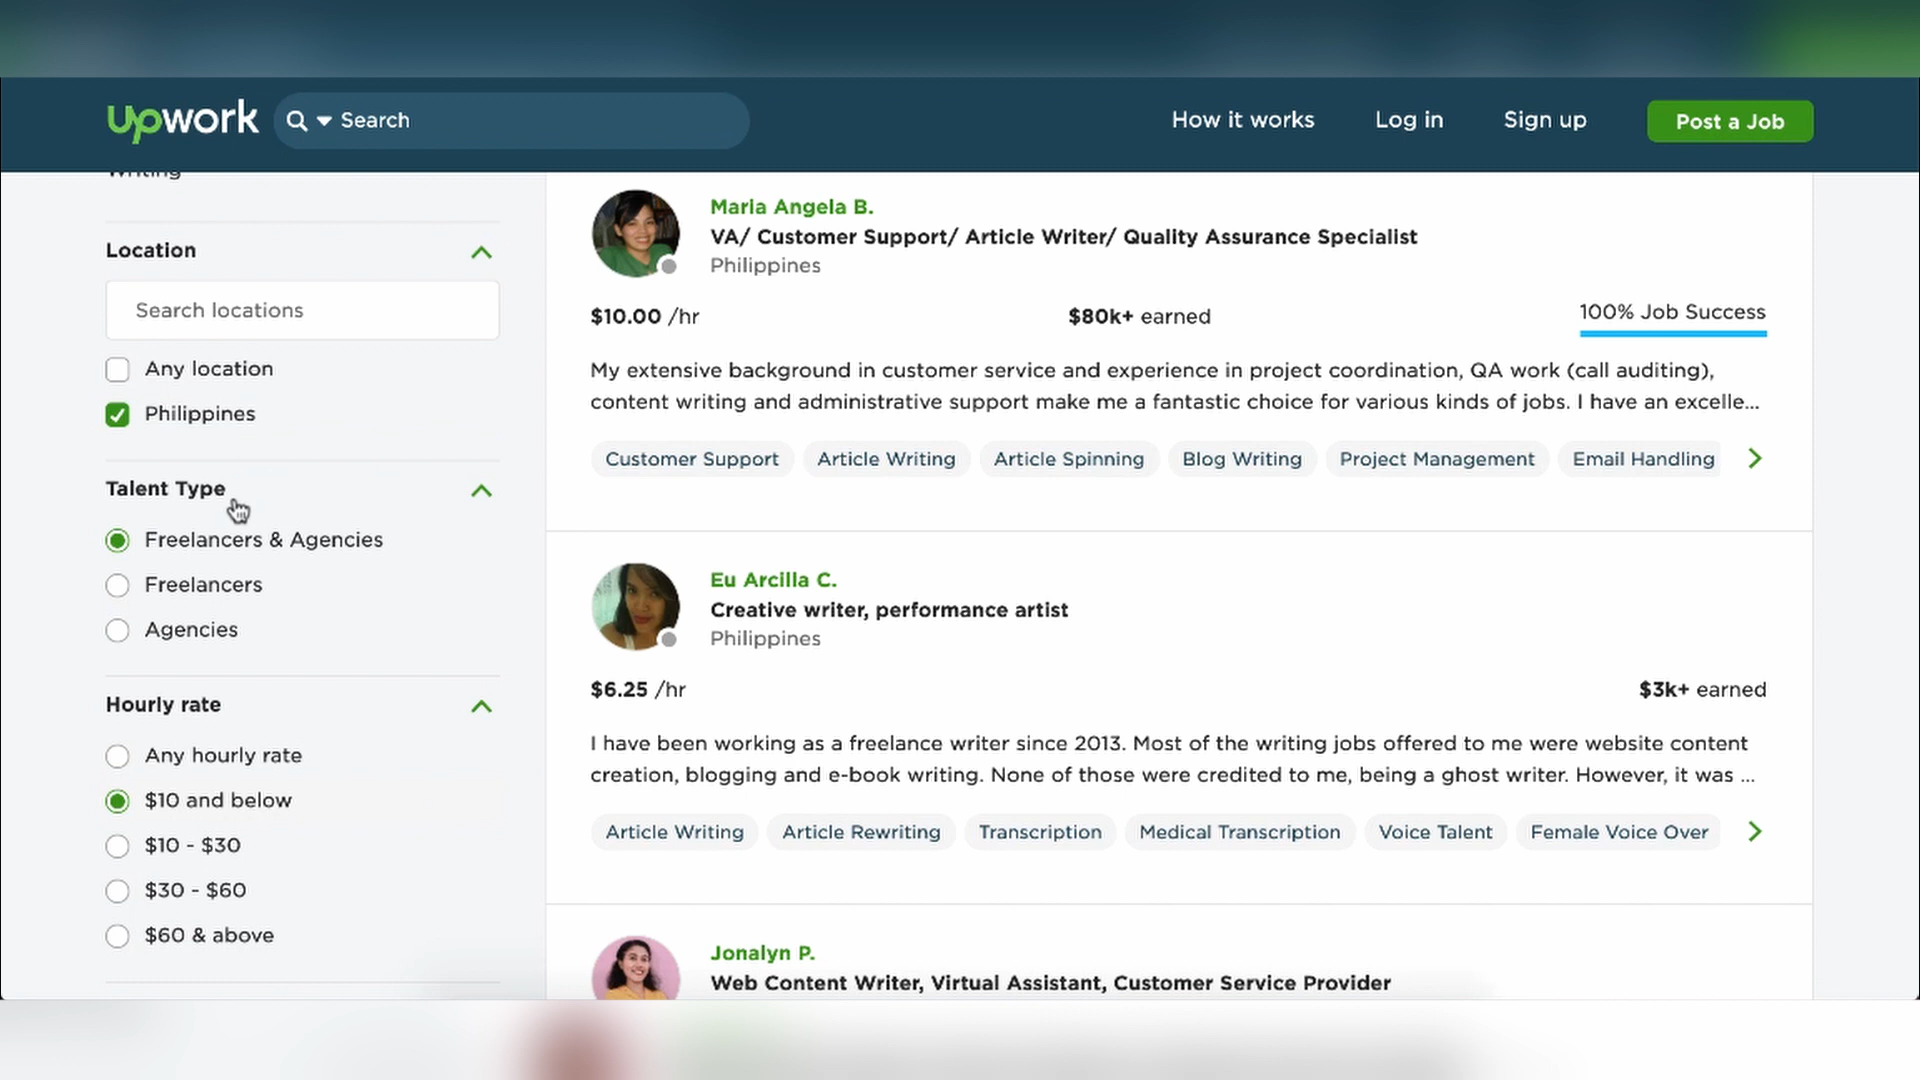 upwork
Search
How it works
Log in
Sign up
Post a Job
Writing
Location
Search locations
Any location
Philippines
Talent Type
Freelancers & Agencies
Freelancers
Agencies
Hourly rate
Any hourly rate
$10 and below
$10 - $30
$30 - $60
$60 & above
Maria Angela B.
VA/ Customer Support/ Article Writer/ Quality Assurance Specialist
Philippines
$10.00 /hr
$80k+ earned
100% Job Success
My extensive background in customer service and experience in project coordination, QA work (call auditing),
content writing and administrative support make me a fantastic choice for various kinds of jobs. I have an excelle...
Customer Support
Article Writing
Article Spinning
Blog Writing
Project Management
Email Handling
Eu Arcilla C.
Creative writer, performance artist
Philippines
$6.25 /hr
$3k+ earned
I have been working as a freelance writer since 2013. Most of the writing jobs offered to me were website content
creation, blogging and e-book writing. None of those were credited to me, being a ghost writer. However, it was ...
Article Writing
Article Rewriting
Transcription
Medical Transcription
Voice Talent
Female Voice Over
Jonalyn P.
Web Content Writer, Virtual Assistant, Customer Service Provider